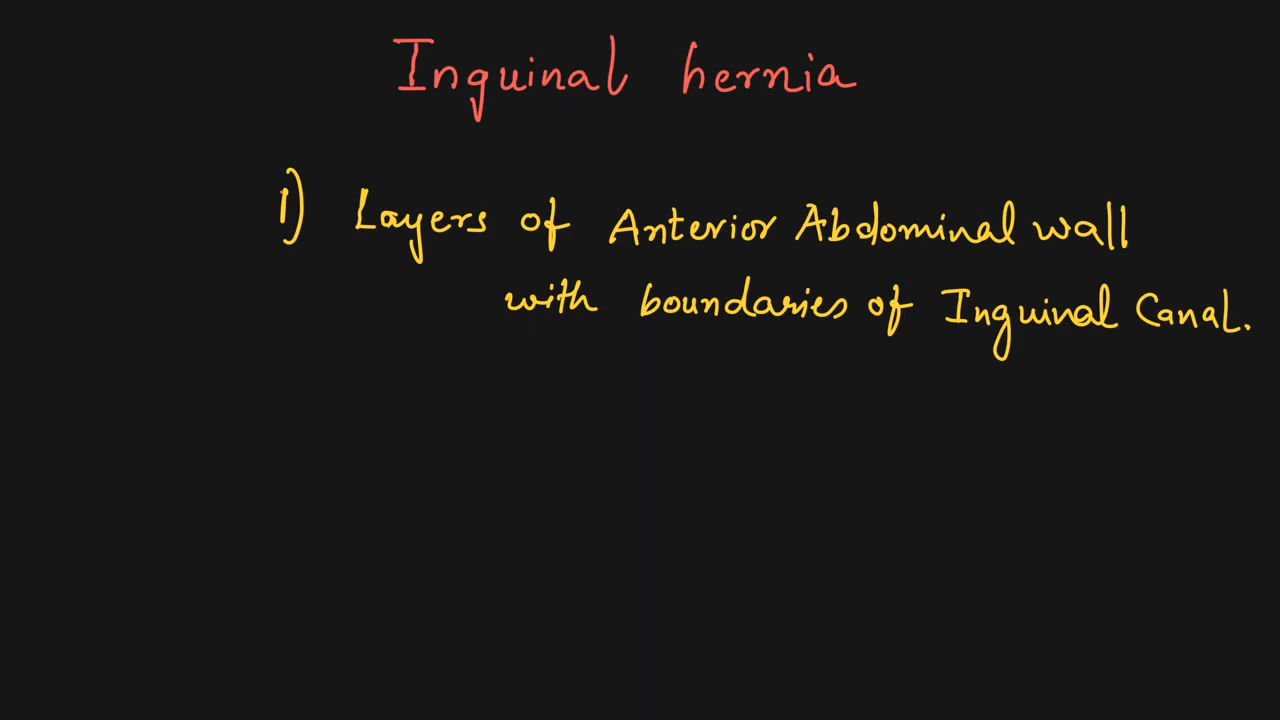 Inguinal hernia
1) Layers of Anterior Abdominal wall
with boundaries of Inguinal Canal.